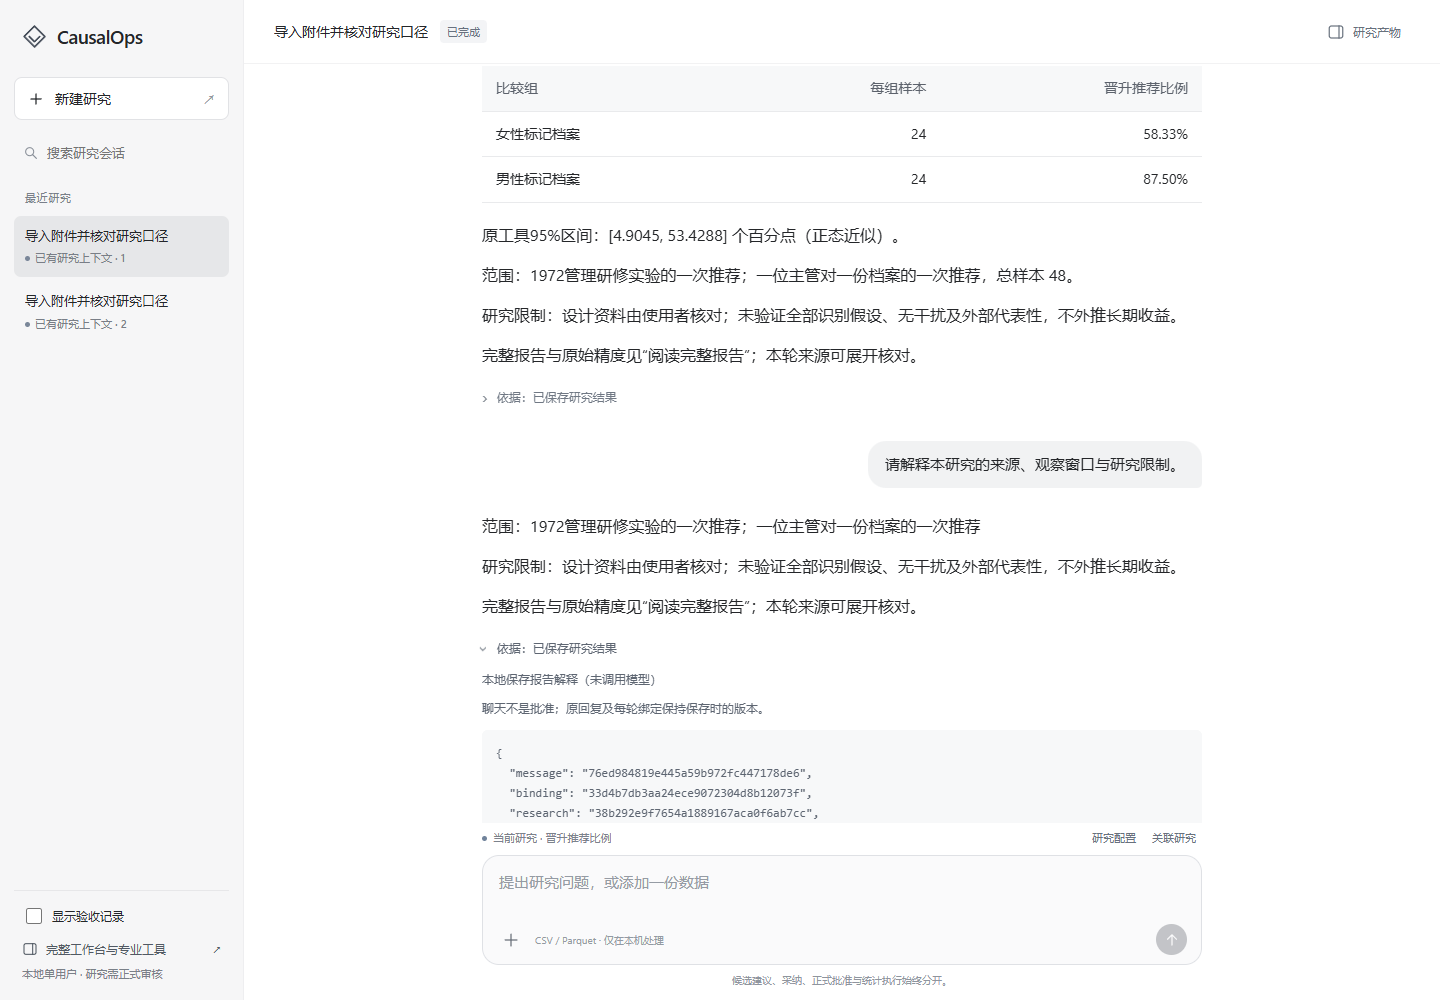 CausalOps
新建研究
搜索研究会话
最近研究
导入附件并核对研究口径
已有研究上下文 · 1
导入附件并核对研究口径
已有研究上下文 · 2
显示验收记录
完整工作台与专业工具
本地单用户 · 研究需正式审核
导入附件并核对研究口径 已完成
研究产物
比较组 每组样本 晋升推荐比例
女性标记档案 24 58.33%
男性标记档案 24 87.50%
原工具95%区间：[4.9045, 53.4288] 个百分点（正态近似）。
范围：1972管理研修实验的一次推荐；一位主管对一份档案的一次推荐，总样本 48。
研究限制：设计资料由使用者核对；未验证全部识别假设、无干扰及外部代表性，不外推长期收益。
完整报告与原始精度见“阅读完整报告”；本轮来源可展开核对。
依据：已保存研究结果
请解释本研究的来源、观察窗口与研究限制。
范围：1972管理研修实验的一次推荐；一位主管对一份档案的一次推荐
研究限制：设计资料由使用者核对；未验证全部识别假设、无干扰及外部代表性，不外推长期收益。
完整报告与原始精度见“阅读完整报告”；本轮来源可展开核对。
依据：已保存研究结果
本地保存报告解释（未调用模型）
聊天不是批准；原回复及每轮绑定保持保存时的版本。
{
"message": "76ed984819e445a59b972fc447178de6",
"binding": "33d4b7db3aa24ece9072304d8b12073f",
"research": "38b292e9f7654a1889167aca0f6ab7cc",
当前研究 · 晋升推荐比例
研究配置 关联研究
提出研究问题，或添加一份数据
CSV / Parquet · 仅在本机处理
候选建议、采纳、正式批准与统计执行始终分开。